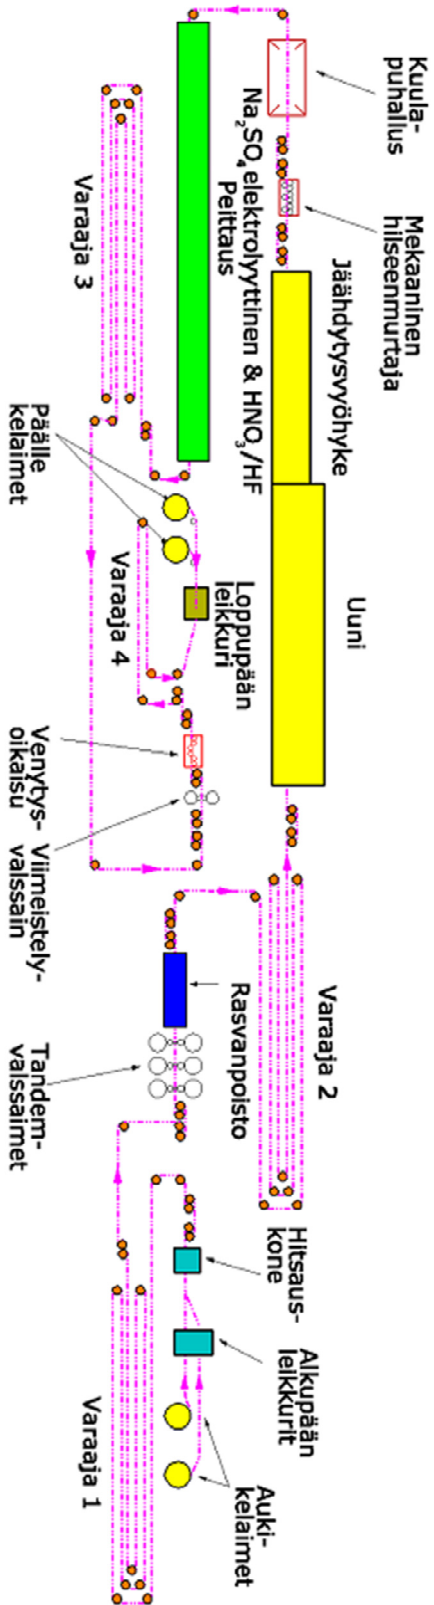 Kuula-
puhallus
Mekaaninen
hilseenmurtaja
Jäähdytysvyöhyke
Uuni
Na₂SO₄ elektrolyyttinen & HNO₃/HF
Peittaus
Varaaja 3
Päälle
kelaimet
Varaaja 4
Loppupään
leikkuri
Venytys-
oikaisu
Viimeistely-
valssain
Varaaja 2
Rasvanpoisto
Tandem-
valssaimet
Hitsaus-
kone
Alkupään
leikkurit
Auki-
kelaimet
Varaaja 1